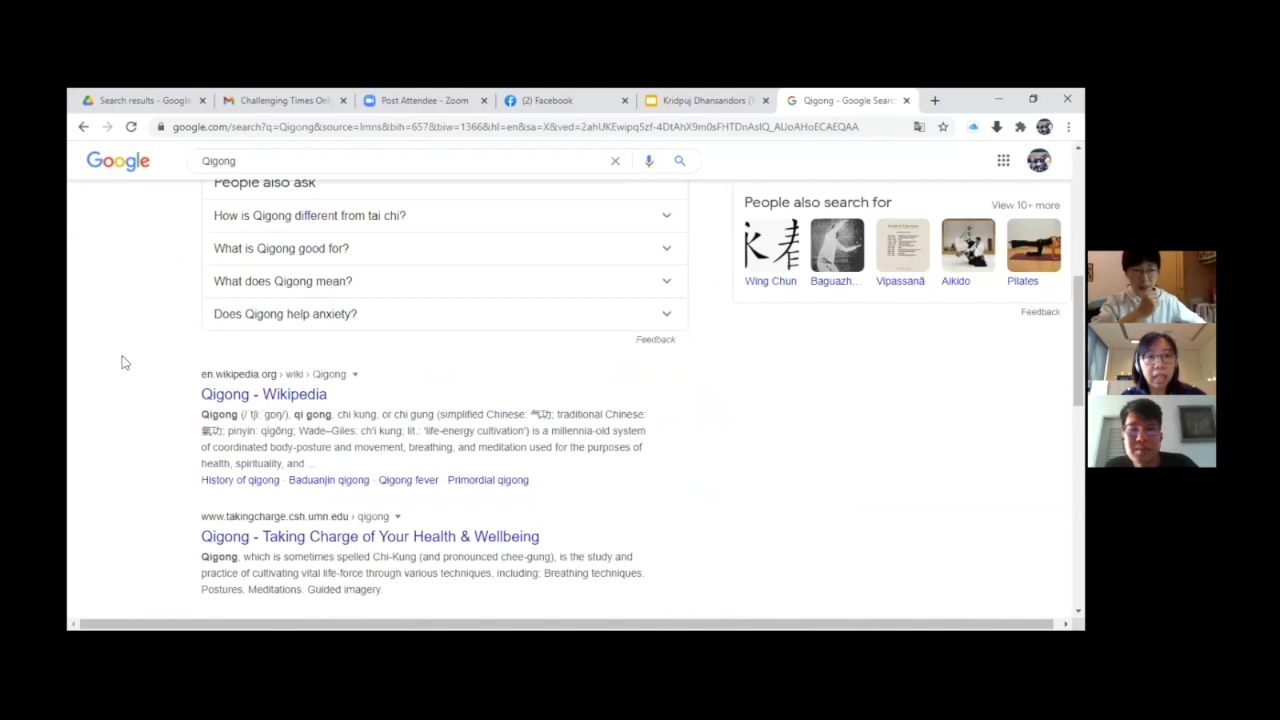 Search results - Google
Challenging Times Onl
Post Attendee - Zoom
(2) Facebook
Kridpuj Dhansandors (
Qigong - Google Searc
google.com/search?q=Qigong&source=lmns&bih=657&biw=1366&hl=en&sa=X&ved=2ahUKEwipq5zf-4DtAhX9m0sFHTDnAsIQ_AUoAHoECAEQAA
Google
Qigong
People also ask
How is Qigong different from tai chi?
What is Qigong good for?
What does Qigong mean?
Does Qigong help anxiety?
Feedback
People also search for
View 10+ more
Wing Chun
Baguazh...
Vipassanā
Aikido
Pilates
Feedback
en.wikipedia.org › wiki › Qigong
Qigong - Wikipedia
Qigong (/ˈtʃiːˈɡɒŋ/), qi gong, chi kung, or chi gung (simplified Chinese: 气功; traditional Chinese:
氣功; pinyin: qìgōng; Wade–Giles: ch'i kung; lit.: 'life-energy cultivation') is a millennia-old system
of coordinated body-posture and movement, breathing, and meditation used for the purposes of
health, spirituality, and ...
History of qigong · Baduanjin qigong · Qigong fever · Primordial qigong
www.takingcharge.csh.umn.edu › qigong
Qigong - Taking Charge of Your Health & Wellbeing
Qigong, which is sometimes spelled Chi-Kung (and pronounced chee-gung), is the study and
practice of cultivating vital life-force through various techniques, including: Breathing techniques.
Postures. Meditations. Guided imagery.